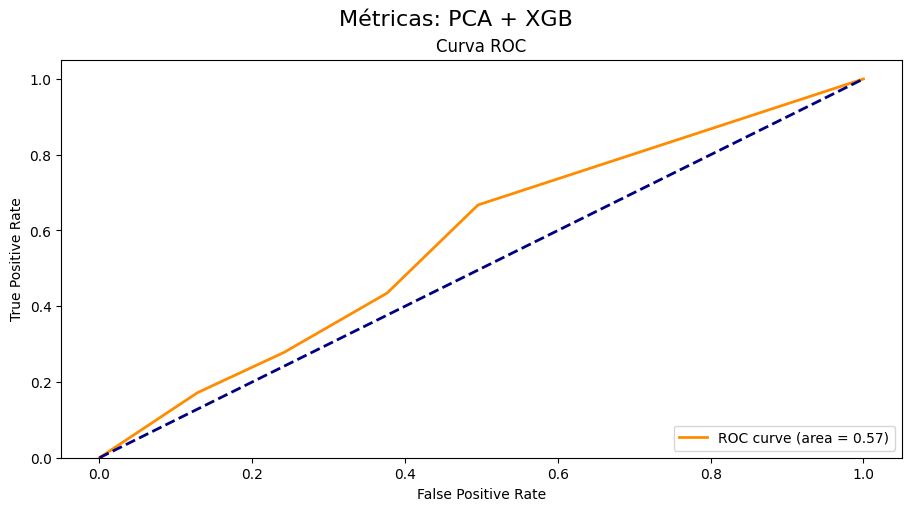 Métricas: PCA + XGB
Curva ROC
1.0
0.8
0.6
0.4
0.2
0.0
True Positive Rate
ROC curve (area = 0.57)
0.0 0.2 0.4 0.6 0.8 1.0
False Positive Rate